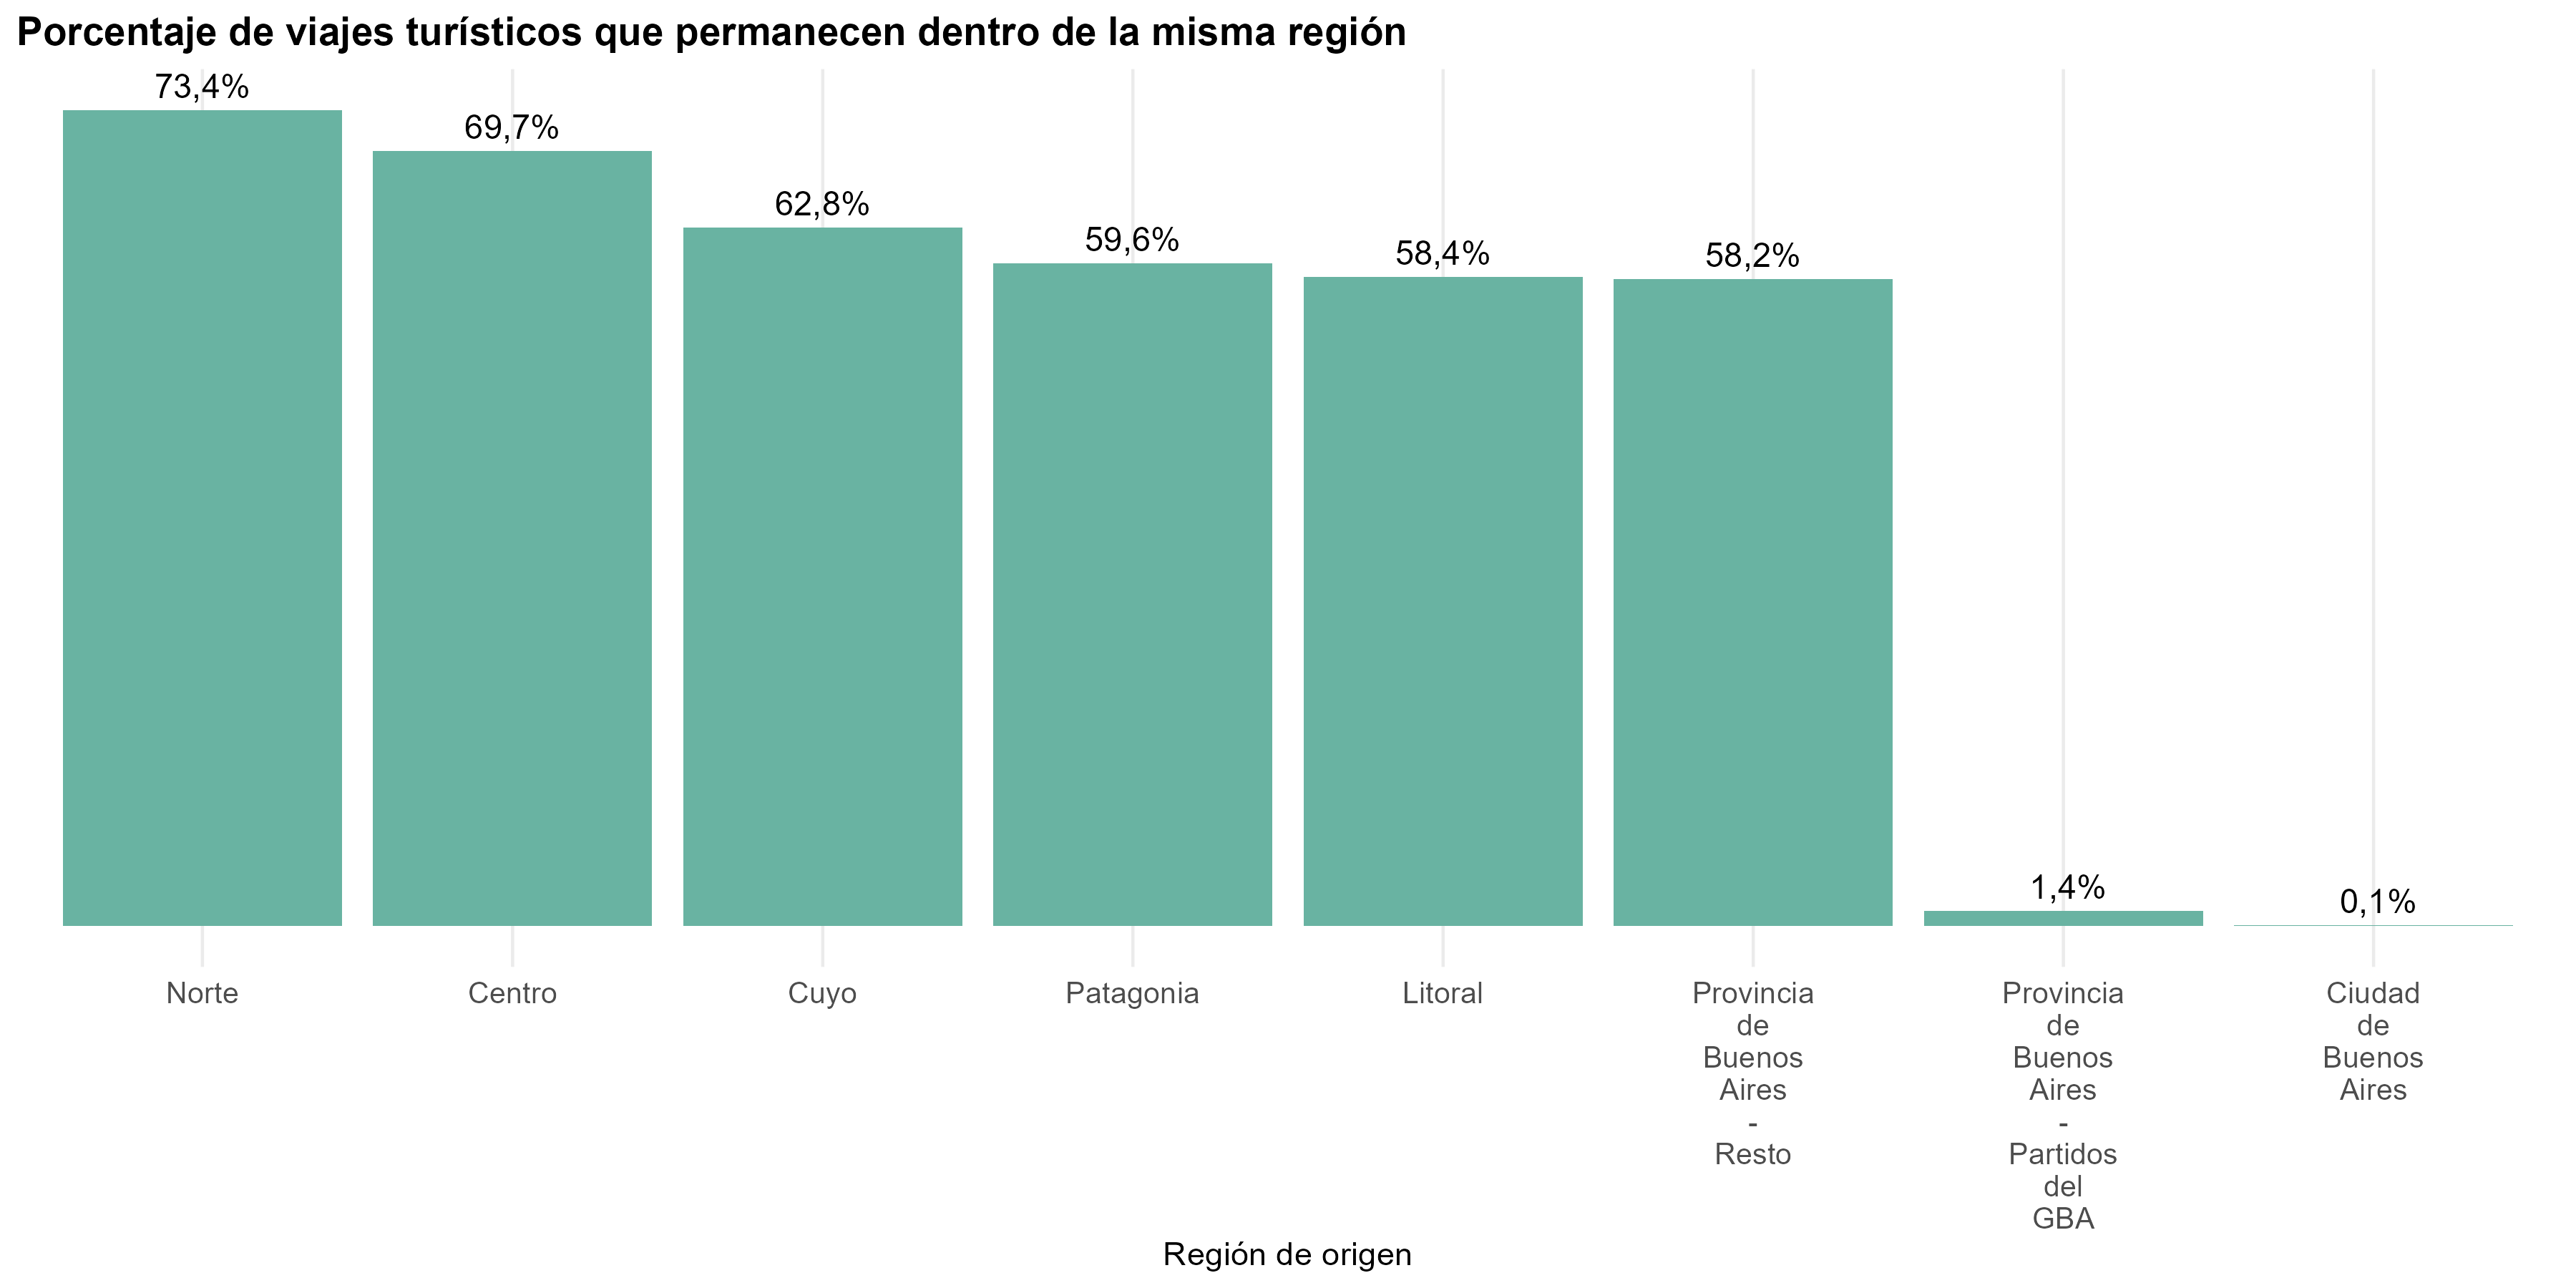 Porcentaje de viajes turísticos que permanecen dentro de la misma región
73,4%
69,7%
62,8%
59,6%
58,4%
58,2%
1,4%
0,1%
Norte
Centro
Cuyo
Patagonia
Litoral
Provincia
de
Buenos
Aires
-
Resto
Provincia
de
Buenos
Aires
-
Partidos
del
GBA
Ciudad
de
Buenos
Aires
Región de origen